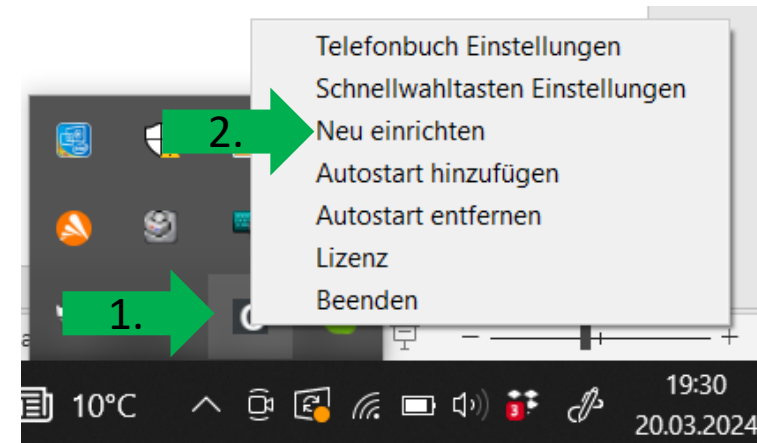 Telefonbuch Einstellungen
Schnellwahltasten Einstellungen
2.
Neu einrichten
Autostart hinzufügen
Autostart entfernen
Lizenz
1.
Beenden
10°C
3
19:30
20.03.2024